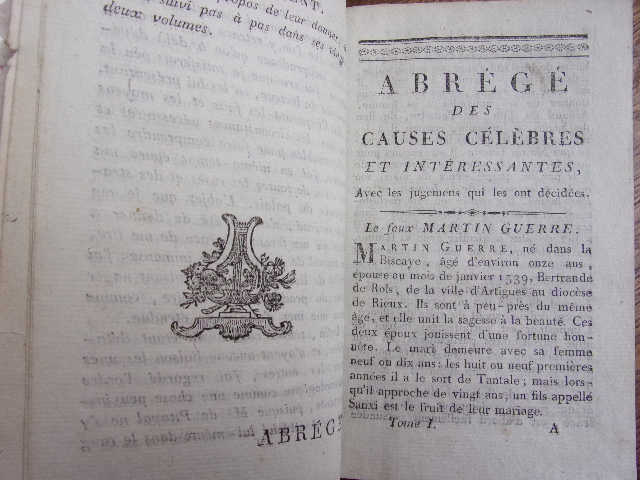 propos de leur donner,
suivi pas à pas dans ses
deux volumes.
ABRÉG
ABRÉGÉ
DES
CAUSES CÉLÈBRES
ET INTÉRESSANTES,
Avec les jugemens qui les ont décidées.
Le faux MARTIN GUERRE.
MARTIN GUERRE, né dans la
Biscaye, âgé d'environ onze ans,
épouse au mois de janvier 1539, Bertrande
de Rols, de la ville d'Artigues au diocèse
de Rieux. Ils sont à-peu-près du même
âge, et elle unit la sagesse à la beauté. Ces
deux époux jouissent d'une fortune hon-
nête. Le mari demeure avec sa femme
neuf ou dix ans: les huit ou neuf premières
années il a le sort de Tantale; mais lors-
qu'il approche de vingt ans, un fils appellé
Sanxi est le fruit de leur mariage.
Tome I. A